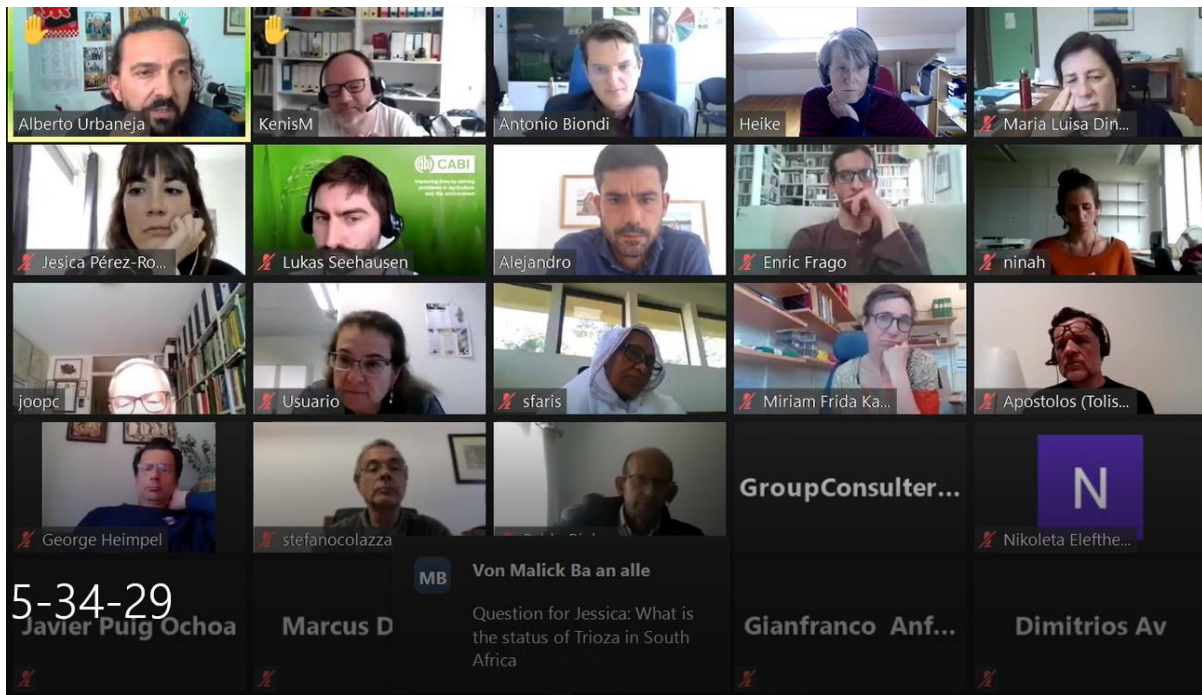 Alberto Urbaneja
KenisM
Antonio Biondi
Heike
Maria Luisa Din...
CABI
Jesica Pérez-Ro...
Lukas Seehausen
Alejandro
Enric Frago
ninah
joopc
Usuario
sfaris
Miriam Frida Ka...
Apostolos (Tolis...
George Heimpel
stefanocolazza
GroupConsulter...
N
Nikoleta Elefthe...
5-34-29
Javier Puig Ochoa
Marcus D
MB
Von Malick Ba an alle
Question for Jessica: What is
the status of Trioza in South
Africa
Gianfranco Anf...
Dimitrios Av